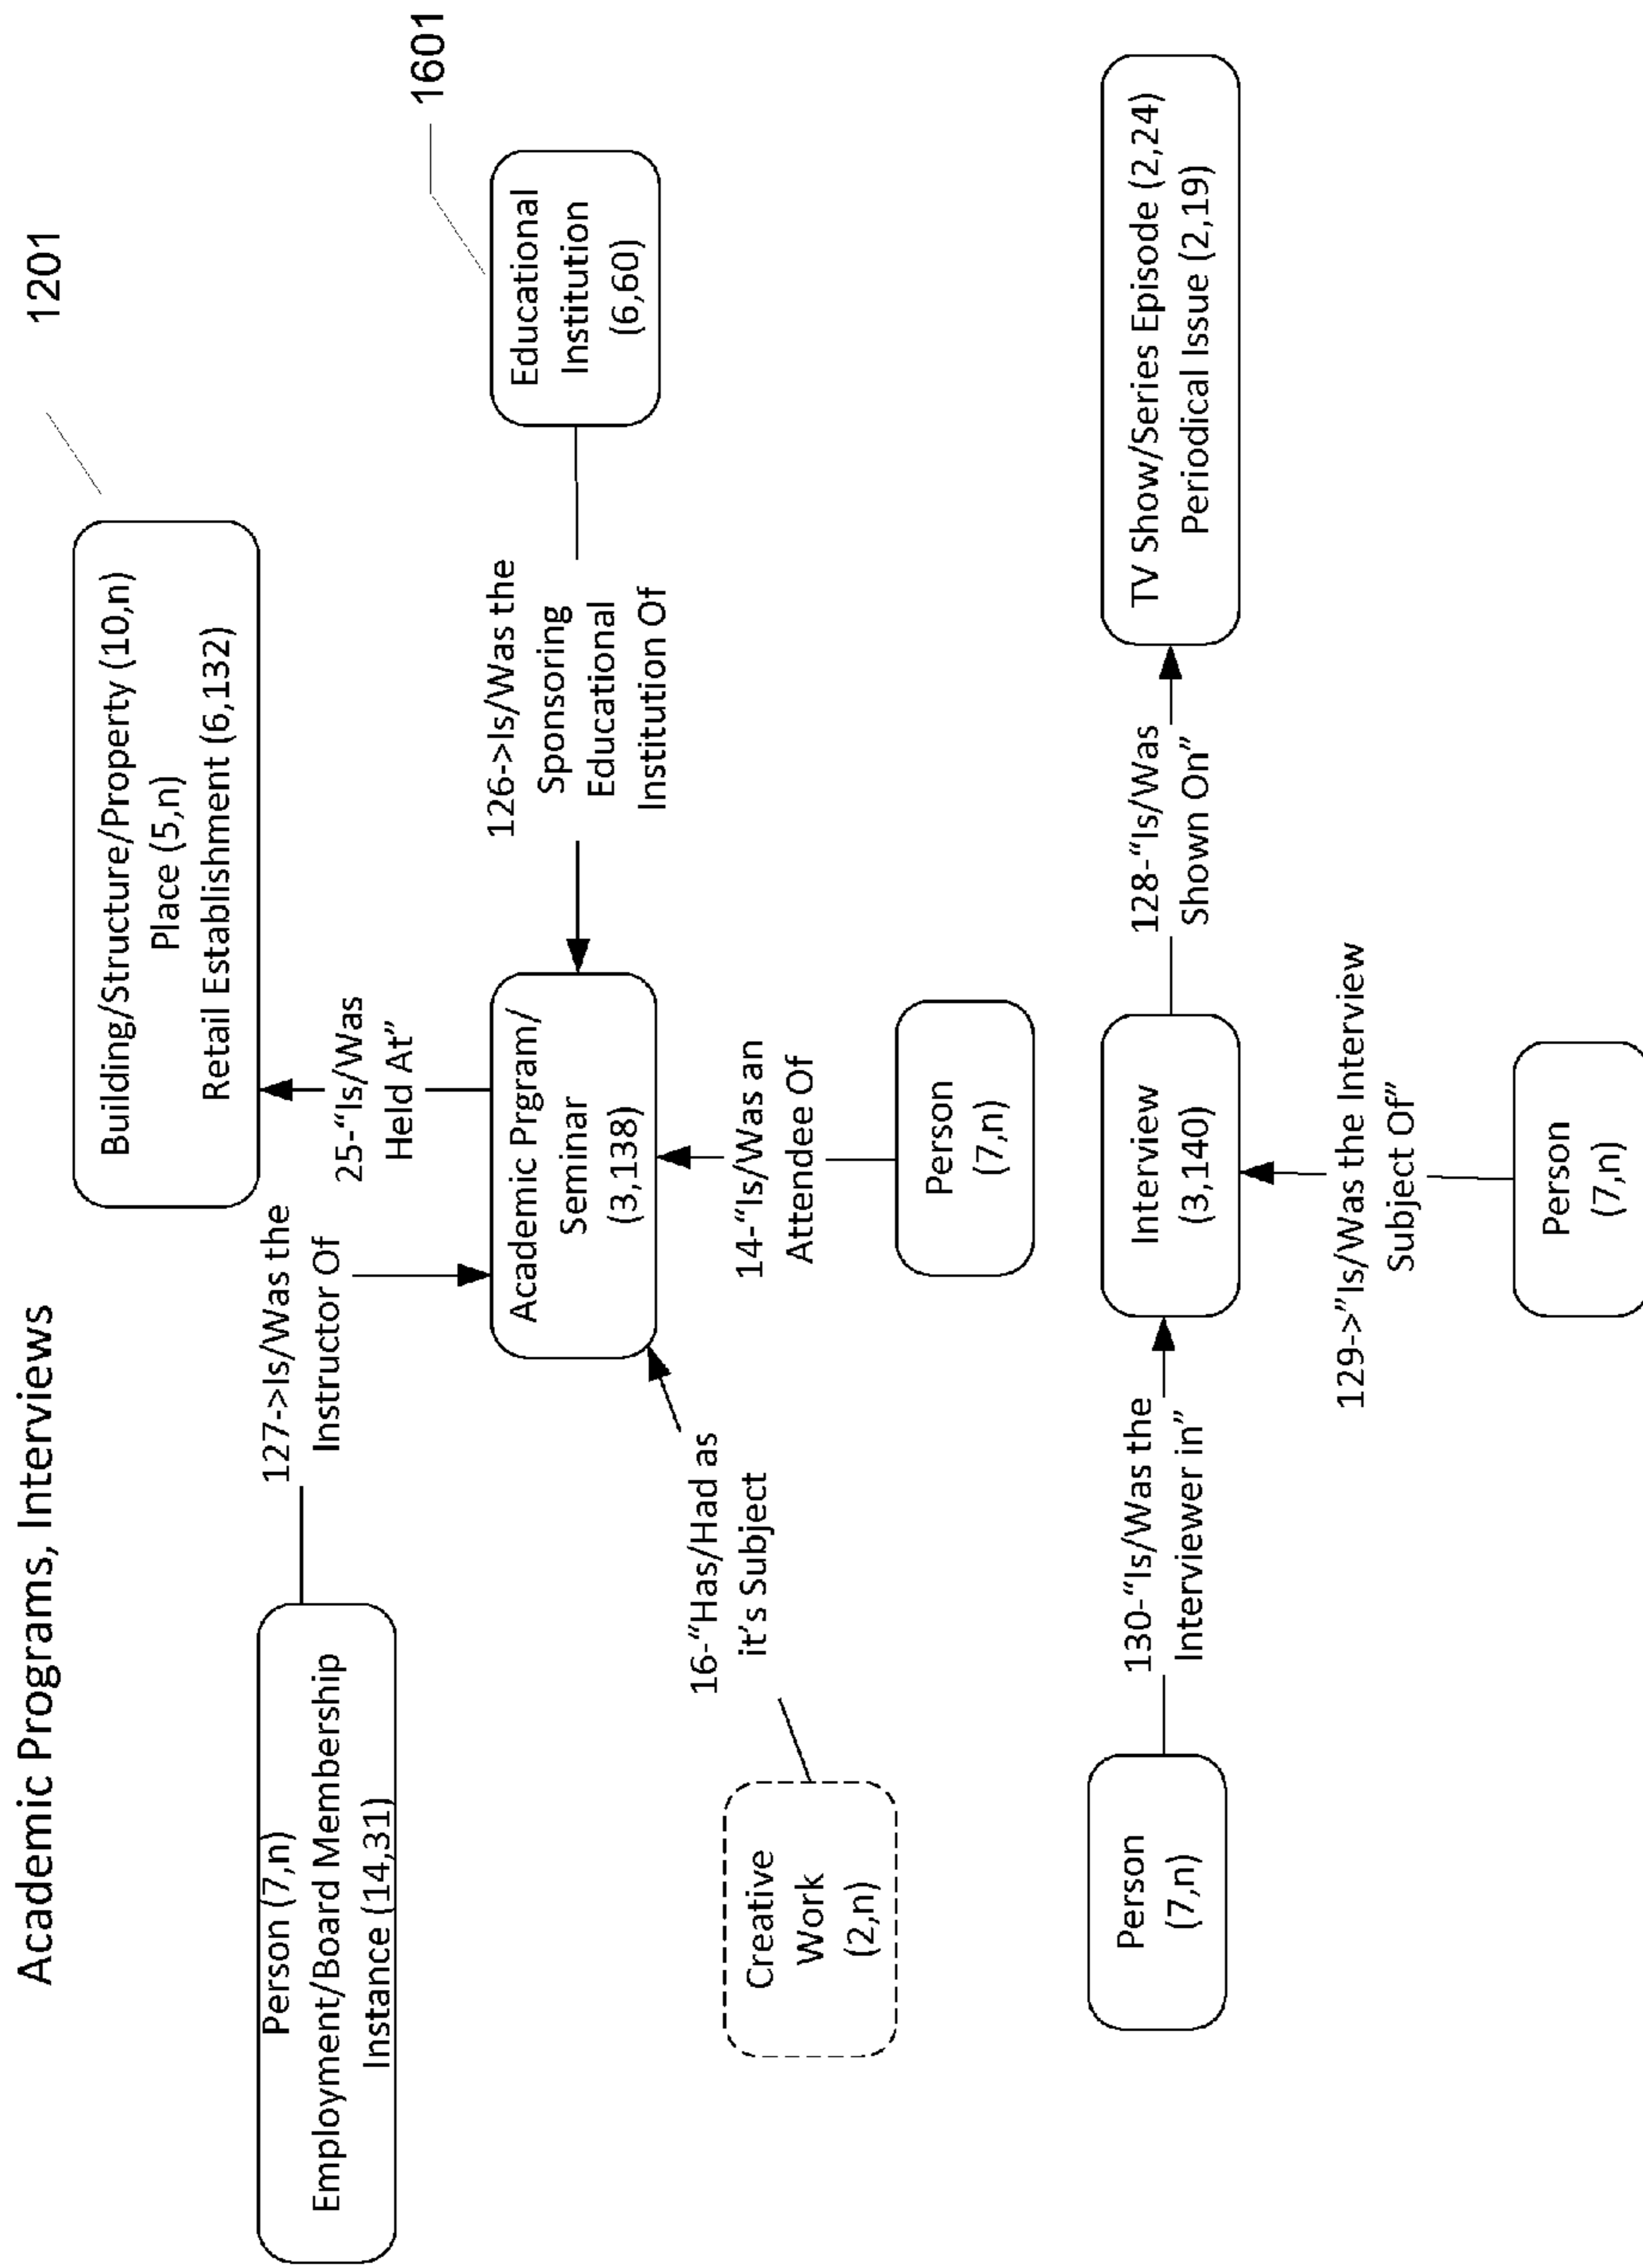 Academic Programs, Interviews
1201
Building/Structure/Property (10,n)
Place (5,n)
Retail Establishment (6,132)
Person (7,n)
Employment/Board Membership
Instance (14,31)
127->Is/Was the
Instructor Of
25-“Is/Was
Held At”
1601
Academic Prgram/
Seminar
(3,138)
126->Is/Was the
Sponsoring
Educational
Institution Of
Educational
Institution
(6,60)
16-“Has/Had as
it's Subject
14-“Is/Was an
Attendee Of
Creative
Work
(2,n)
Person
(7,n)
Person
(7,n)
130-“Is/Was the
Interviewer in”
Interview
(3,140)
128-“Is/Was
Shown On”
TV Show/Series Episode (2,24)
Periodical Issue (2,19)
129->”Is/Was the Interview
Subject Of”
Person
(7,n)